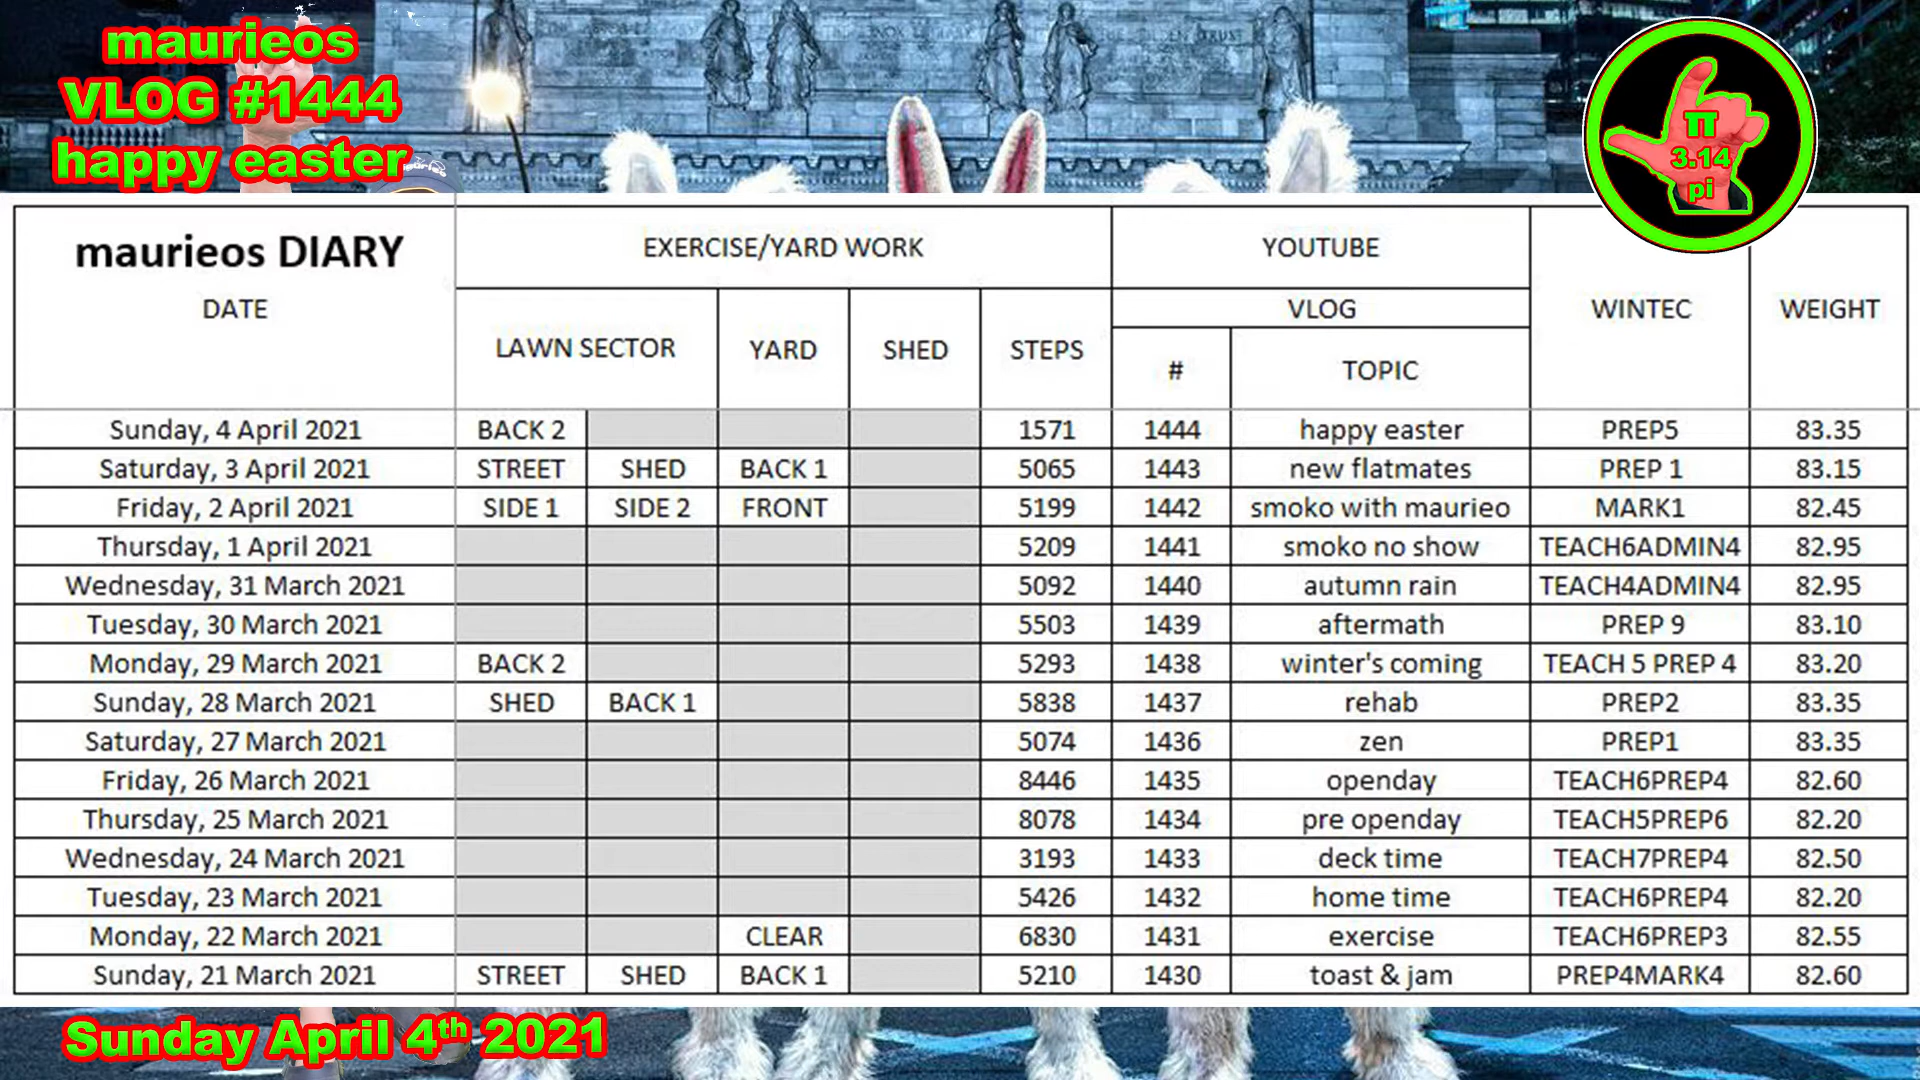 maurieos
VLOG #1444
happy easter
π
3.14
pi
maurieos DIARY
DATE
EXERCISE/YARD WORK
YOUTUBE
WINTEC
WEIGHT
LAWN SECTOR
YARD
SHED
STEPS
VLOG
#
TOPIC
Sunday, 4 April 2021 BACK 2 1571 1444 happy easter PREP5 83.35
Saturday, 3 April 2021 STREET SHED BACK 1 5065 1443 new flatmates PREP 1 83.15
Friday, 2 April 2021 SIDE 1 SIDE 2 FRONT 5199 1442 smoko with maurieo MARK1 82.45
Thursday, 1 April 2021 5209 1441 smoko no show TEACH6ADMIN4 82.95
Wednesday, 31 March 2021 5092 1440 autumn rain TEACH4ADMIN4 82.95
Tuesday, 30 March 2021 5503 1439 aftermath PREP 9 83.10
Monday, 29 March 2021 BACK 2 5293 1438 winter's coming TEACH 5 PREP 4 83.20
Sunday, 28 March 2021 SHED BACK 1 5838 1437 rehab PREP2 83.35
Saturday, 27 March 2021 5074 1436 zen PREP1 83.35
Friday, 26 March 2021 8446 1435 openday TEACH6PREP4 82.60
Thursday, 25 March 2021 8078 1434 pre openday TEACH5PREP6 82.20
Wednesday, 24 March 2021 3193 1433 deck time TEACH7PREP4 82.50
Tuesday, 23 March 2021 5426 1432 home time TEACH6PREP4 82.20
Monday, 22 March 2021 CLEAR 6830 1431 exercise TEACH6PREP3 82.55
Sunday, 21 March 2021 STREET SHED BACK 1 5210 1430 toast & jam PREP4MARK4 82.60
Sunday April 4th 2021